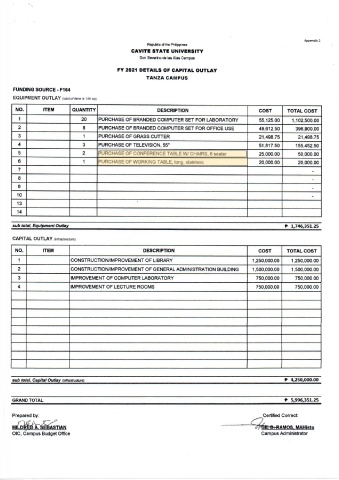 Appendix 2
Republic of the Philippines
CAVITE STATE UNIVERSITY
Don Severino de las Alas Campus
FY 2021 DETAILS OF CAPITAL OUTLAY
TANZA CAMPUS
FUNDING SOURCE - F164
EQUIPMENT OUTLAY
NO. ITEM QUANTITY DESCRIPTION COST TOTAL COST
1 20 PURCHASE OF BRANDED COMPUTER SET FOR LABORATORY 55,125.00 1,102,500.00
2 8 PURCHASE OF BRANDED COMPUTER SET FOR OFFICE USE 49,612.50 396,900.00
3 1 PURCHASE OF GRASS CUTTER 21,498.75 21,498.75
4 3 PURCHASE OF TELEVISION, 55" 51,817.50 155,452.50
5 2 PURCHASE OF CONFERENCE TABLE W/ CHAIRS, 6 seater 25,000.00 50,000.00
6 1 PURCHASE OF WORKING TABLE, long, stainless 20,000.00 20,000.00
7 -
8 -
9 -
10 -
13
14
sub total, Equipment Outlay ₱ 1,746,351.25
CAPITAL OUTLAY (Infrastructure)
NO. ITEM DESCRIPTION COST TOTAL COST
1 CONSTRUCTION/IMPROVEMENT OF LIBRARY 1,250,000.00 1,250,000.00
2 CONSTRUCTION/IMPROVEMENT OF GENERAL ADMINISTRATION BUILDING 1,500,000.00 1,500,000.00
3 IMPROVEMENT OF COMPUTER LABORATORY 750,000.00 750,000.00
4 IMPROVEMENT OF LECTURE ROOMS 750,000.00 750,000.00
sub total, Capital Outlay (Infrastructure) ₱ 4,250,000.00
GRAND TOTAL ₱ 5,996,351.25
Prepared by: Certified Correct:
MILDRED A. SEBASTIAN RAMOS, MAHists
OIC, Campus Budget Office Campus Administrator